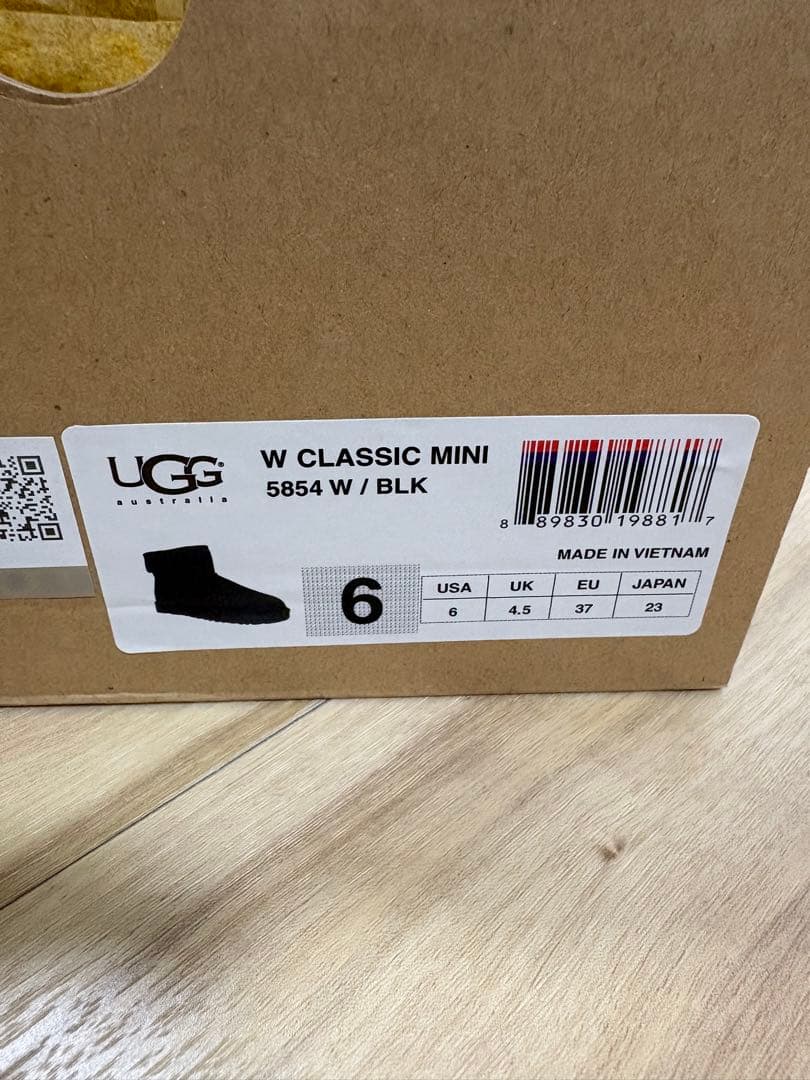 UGG®
australia
W CLASSIC MINI
5854 W / BLK
8 89830 19881 7
MADE IN VIETNAM
6
USA UK EU JAPAN
6 4.5 37 23